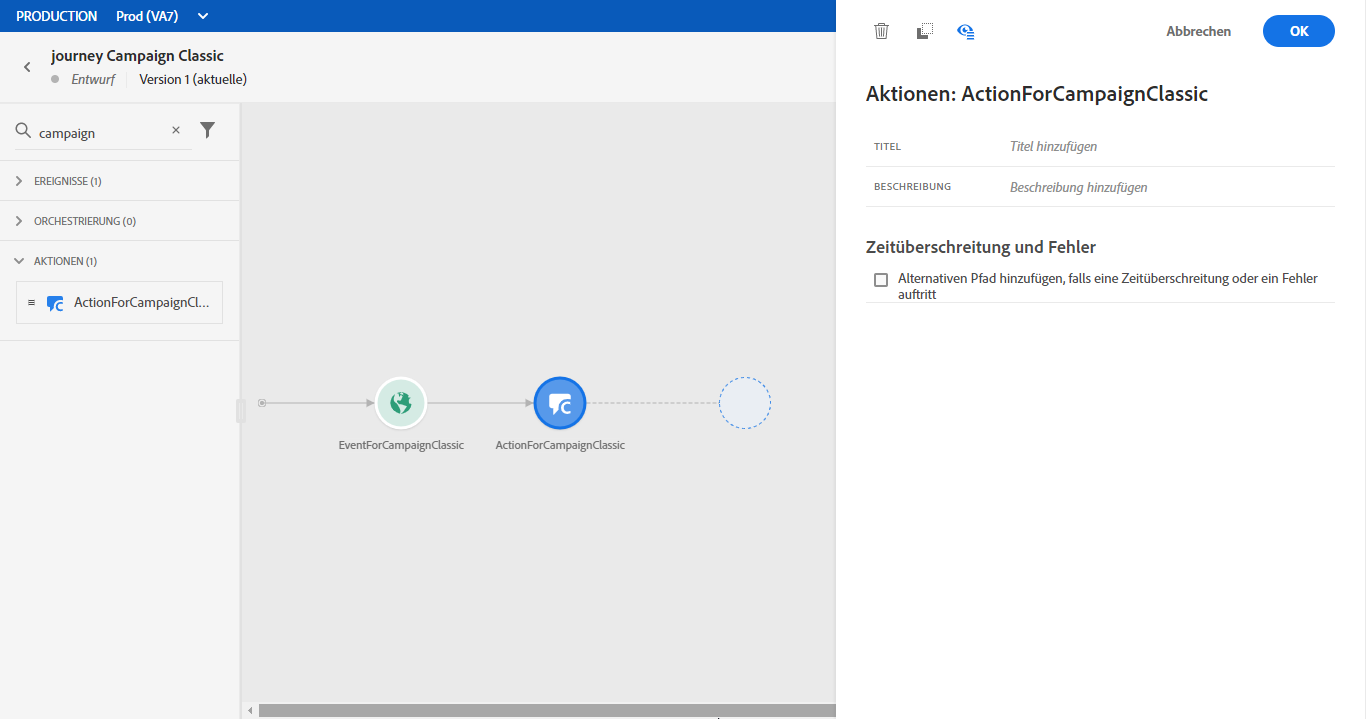 PRODUCTION Prod (VA7)
journey Campaign Classic
Entwurf Version 1 (aktuelle)
campaign
EREIGNISSE (1)
ORCHESTRIERUNG (0)
AKTIONEN (1)
ActionForCampaignCl...
EventForCampaignClassic
ActionForCampaignClassic
Abbrechen OK
Aktionen: ActionForCampaignClassic
TITEL Titel hinzufügen
BESCHREIBUNG Beschreibung hinzufügen
Zeitüberschreitung und Fehler
Alternativen Pfad hinzufügen, falls eine Zeitüberschreitung oder ein Fehler
auftritt